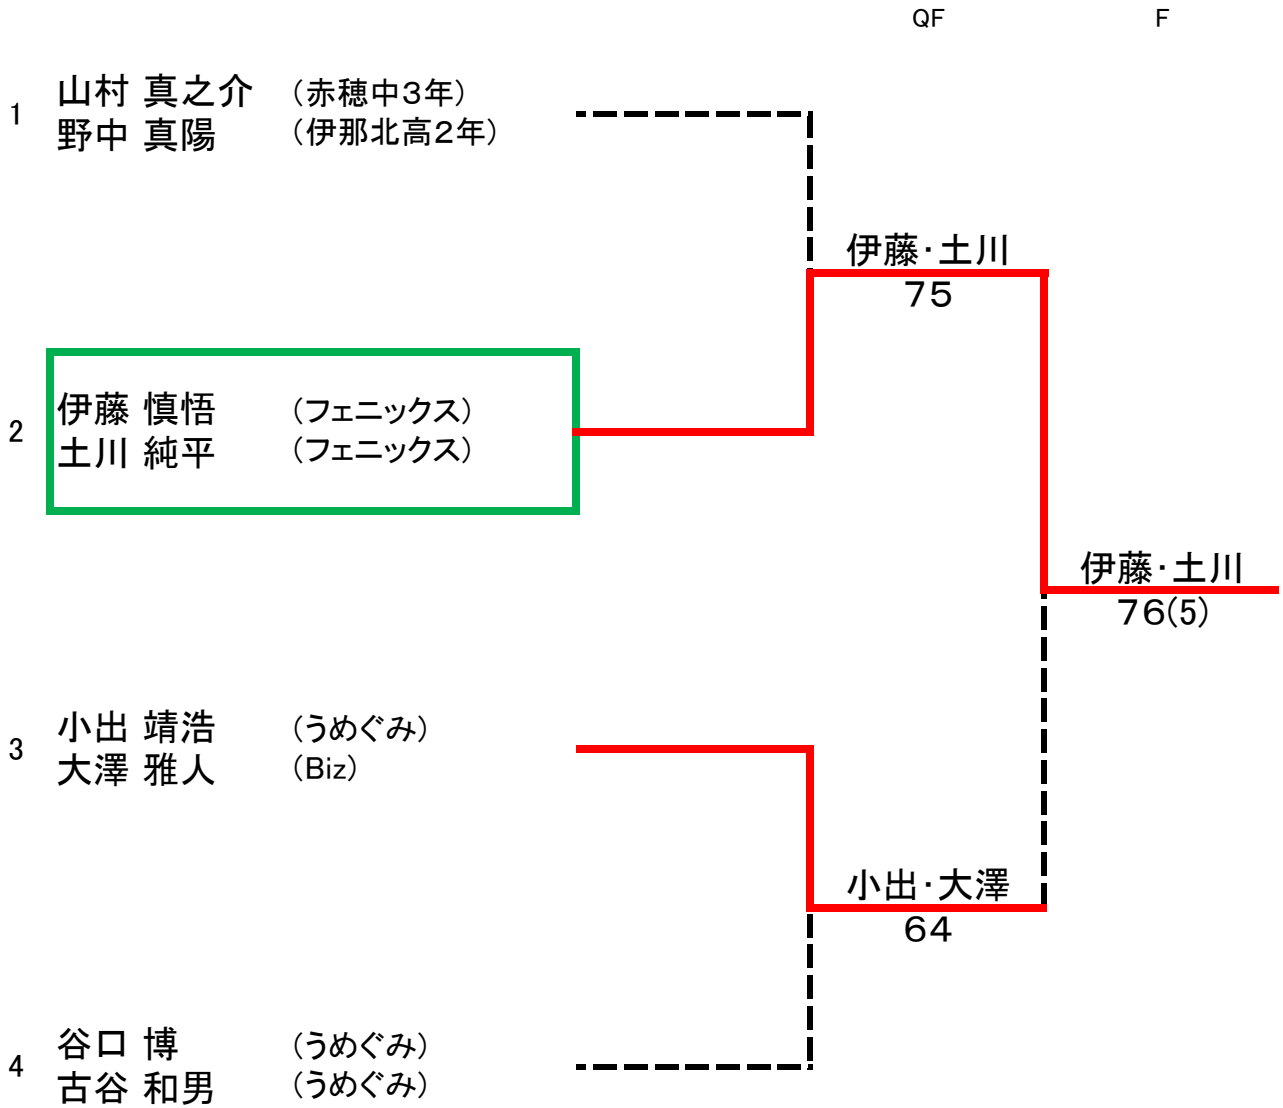 QF F
1 山村 真之介 (赤穂中3年)
野中 真陽 (伊那北高2年)
伊藤・土川
75
2 伊藤 慎悟 (フェニックス)
土川 純平 (フェニックス)
伊藤・土川
76(5)
3 小出 靖浩 (うめぐみ)
大澤 雅人 (Biz)
小出・大澤
64
4 谷口 博 (うめぐみ)
古谷 和男 (うめぐみ)